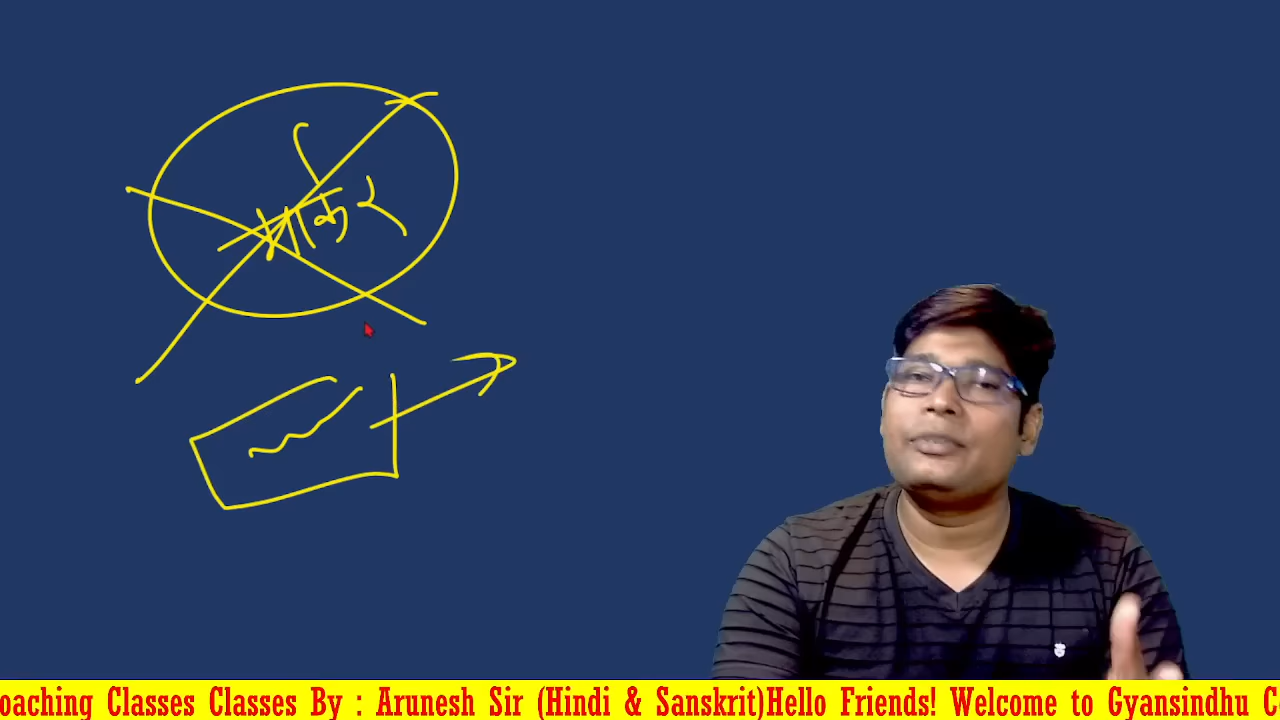 oaching Classes Classes By : Arunesh Sir (Hindi & Sanskrit)Hello Friends! Welcome to Gyansindhu C